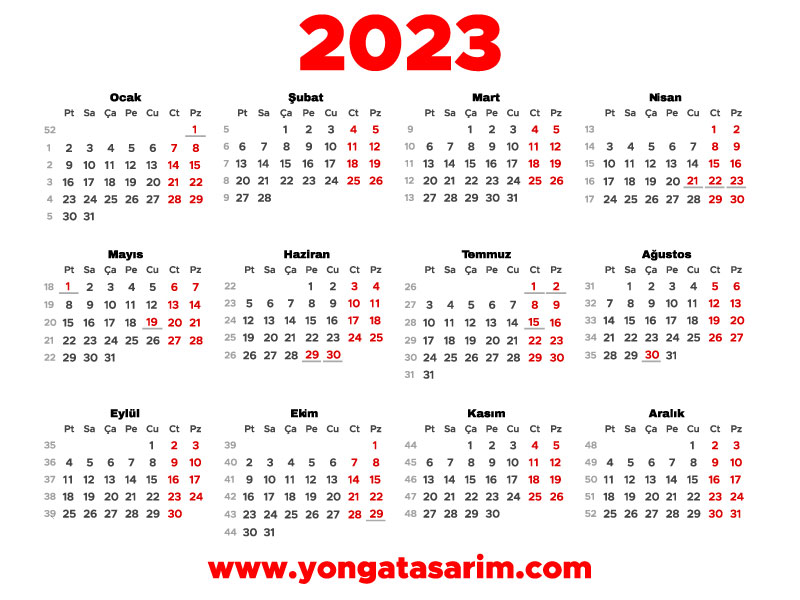 2023
Ocak Şubat Mart Nisan
Pt Sa Ça Pe Cu Ct Pz Pt Sa Ça Pe Cu Ct Pz Pt Sa Ça Pe Cu Ct Pz Pt Sa Ça Pe Cu Ct Pz
52 1 5 1 2 3 4 5 9 1 2 3 4 5 13 1 2
1 2 3 4 5 6 7 8 6 6 7 8 9 10 11 12 10 6 7 8 9 10 11 12 14 3 4 5 6 7 8 9
2 9 10 11 12 13 14 15 7 13 14 15 16 17 18 19 11 13 14 15 16 17 18 19 15 10 11 12 13 14 15 16
3 16 17 18 19 20 21 22 8 20 21 22 23 24 25 26 12 20 21 22 23 24 25 26 16 17 18 19 20 21 22 23
4 23 24 25 26 27 28 29 9 27 28 13 27 28 29 30 31 17 24 25 26 27 28 29 30
5 30 31
Mayıs Haziran Temmuz Ağustos
Pt Sa Ça Pe Cu Ct Pz Pt Sa Ça Pe Cu Ct Pz Pt Sa Ça Pe Cu Ct Pz Pt Sa Ça Pe Cu Ct Pz
18 1 2 3 4 5 6 7 22 1 2 3 4 26 1 2 31 1 2 3 4 5 6
19 8 9 10 11 12 13 14 23 5 6 7 8 9 10 11 27 3 4 5 6 7 8 9 32 7 8 9 10 11 12 13
20 15 16 17 18 19 20 21 24 12 13 14 15 16 17 18 28 10 11 12 13 14 15 16 33 14 15 16 17 18 19 20
21 22 23 24 25 26 27 28 25 19 20 21 22 23 24 25 29 17 18 19 20 21 22 23 34 21 22 23 24 25 26 27
22 29 30 31 26 26 27 28 29 30 30 24 25 26 27 28 29 30 35 28 29 30 31
31 31
Eylül Ekim Kasım Aralık
Pt Sa Ça Pe Cu Ct Pz Pt Sa Ça Pe Cu Ct Pz Pt Sa Ça Pe Cu Ct Pz Pt Sa Ça Pe Cu Ct Pz
35 1 2 3 39 1 44 1 2 3 4 5 48 1 2 3
36 4 5 6 7 8 9 10 40 2 3 4 5 6 7 8 45 6 7 8 9 10 11 12 49 4 5 6 7 8 9 10
37 11 12 13 14 15 16 17 41 9 10 11 12 13 14 15 46 13 14 15 16 17 18 19 50 11 12 13 14 15 16 17
38 18 19 20 21 22 23 24 42 16 17 18 19 20 21 22 47 20 21 22 23 24 25 26 51 18 19 20 21 22 23 24
39 25 26 27 28 29 30 43 23 24 25 26 27 28 29 48 27 28 29 30 52 25 26 27 28 29 30 31
44 30 31
www.yongatasarim.com